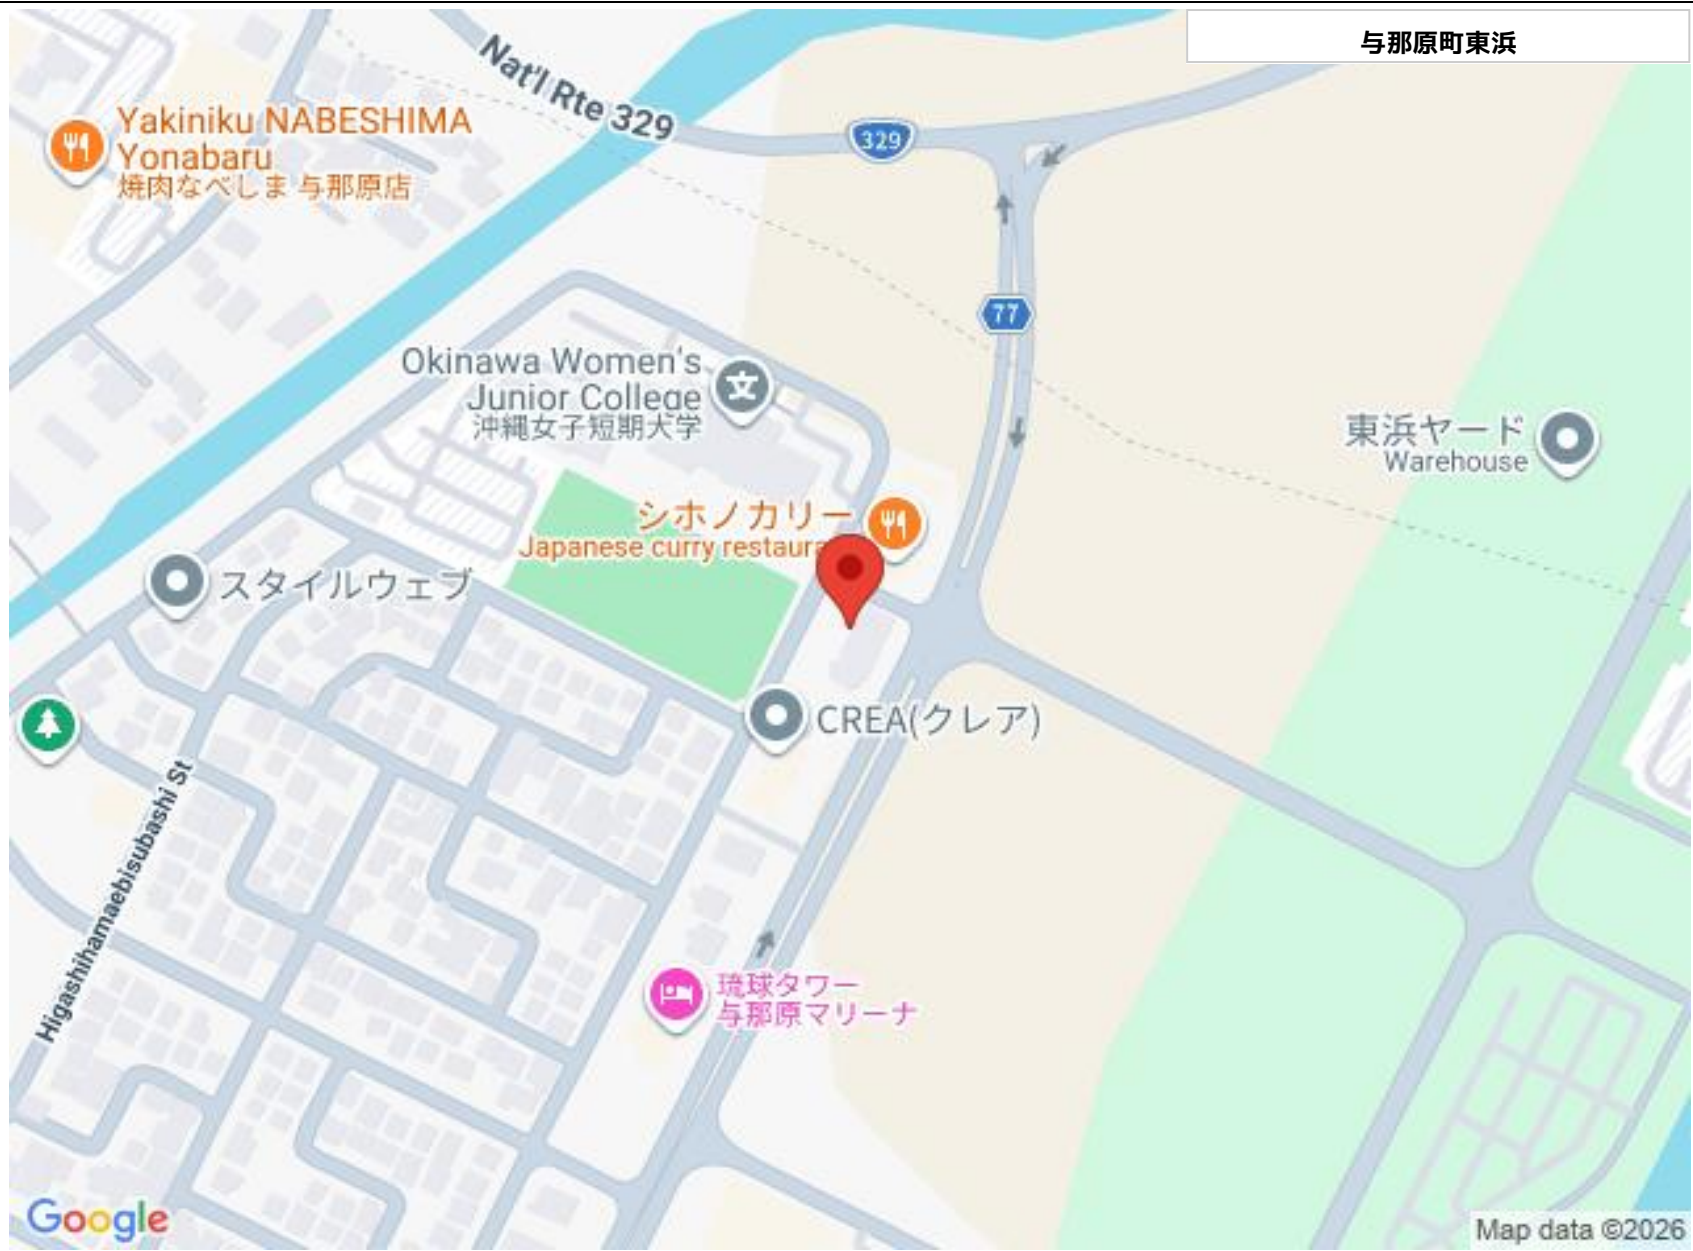 与那原町東浜
Nat'l Rte 329
Yakiniku NABESHIMA
Yonabaru
焼肉なべしま 与那原店
329
77
Okinawa Women's
Junior College
沖縄女子短期大学
東浜ヤード
Warehouse
シホノカリー
Japanese curry restaura
スタイルウェブ
CREA(クレア)
Higashihamaebisubashi St
琉球タワー
与那原マリーナ
Google
Map data ©2026